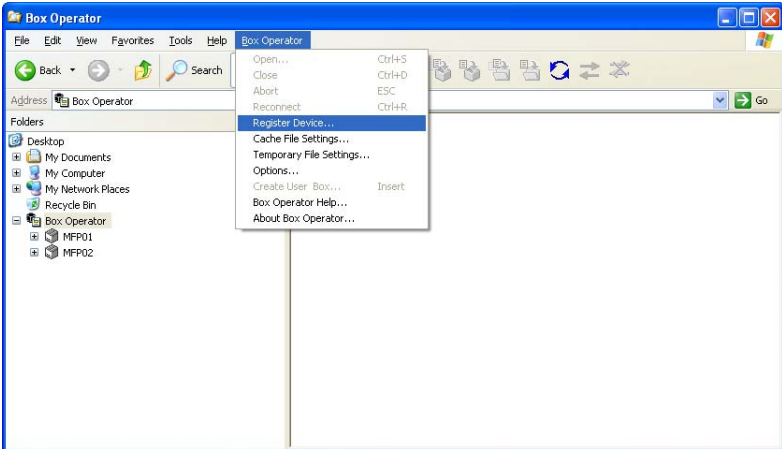 Box Operator
File Edit View Favorites Tools Help Box Operator
Back Search
Address Box Operator Go
Folders
Desktop
My Documents
My Computer
My Network Places
Recycle Bin
Box Operator
MFP01
MFP02
Open... Ctrl+S
Close Ctrl+D
Abort ESC
Reconnect Ctrl+R
Register Device...
Cache File Settings...
Temporary File Settings...
Options...
Create User Box... Insert
Box Operator Help...
About Box Operator...